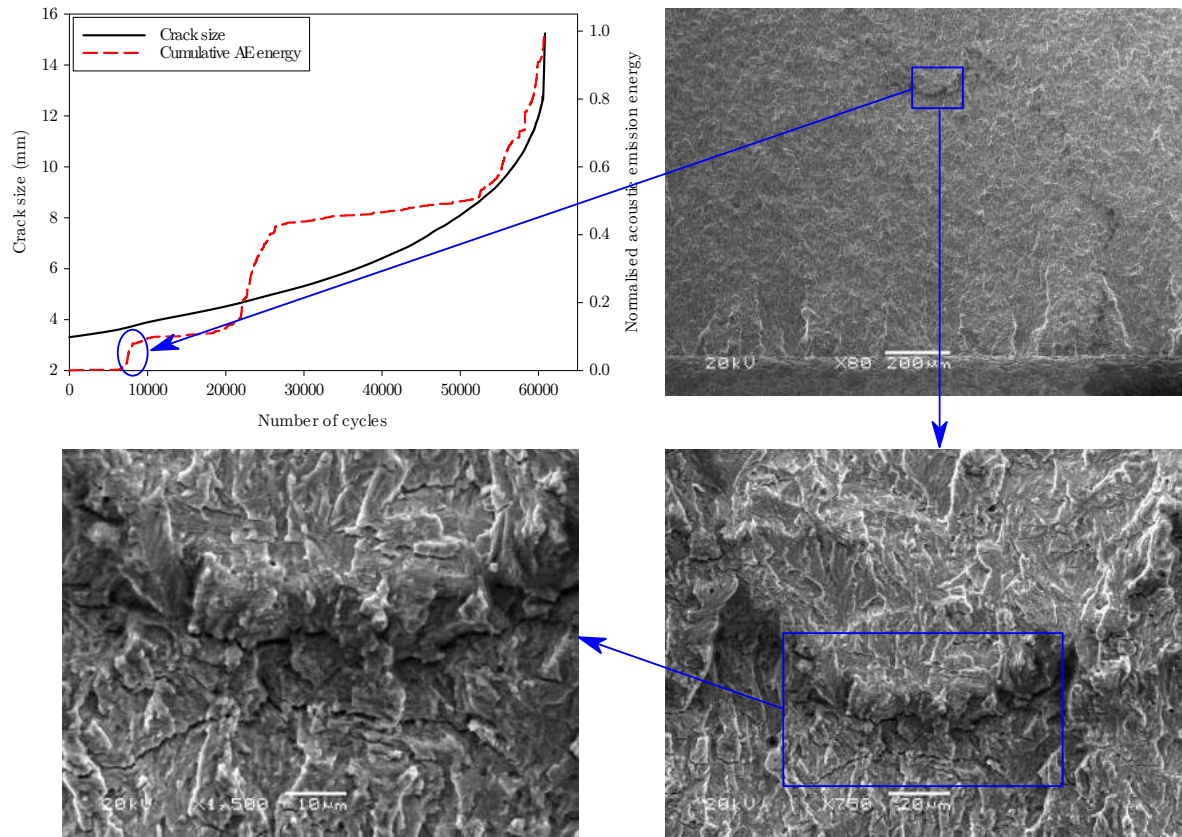 Crack size
Cumulative AE energy
Crack size (mm)
16
14
12
10
8
6
4
2
1.0
0.8
0.6
0.4
0.2
0.0
Normalised acoustic emission energy
0
10000
20000
30000
40000
50000
60000
Number of cycles
20kV X80 200µm
20kV X1,500 10µm
20kV X750 20µm